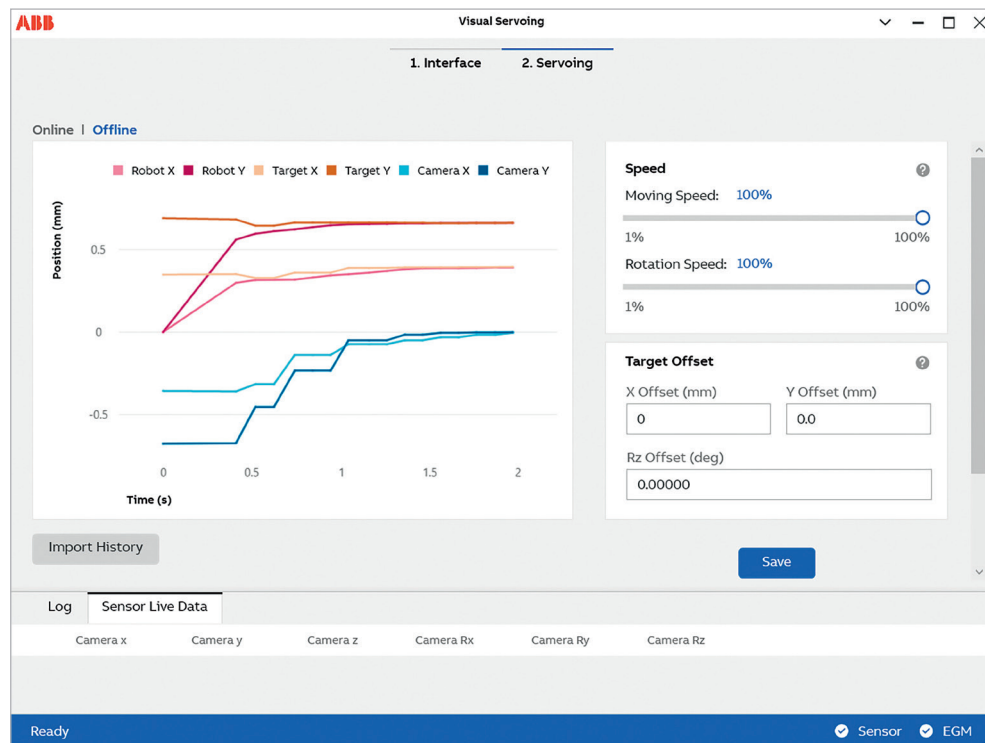 ABB
Visual Servoing
1. Interface 2. Servoing
Online | Offline
Robot X Robot Y Target X Target Y Camera X Camera Y
Position (mm)
0.5
0
-0.5
0 0.5 1 1.5 2
Time (s)
Import History
Speed
Moving Speed: 100%
1% 100%
Rotation Speed: 100%
1% 100%
Target Offset
X Offset (mm) Y Offset (mm)
0 0.0
Rz Offset (deg)
0.00000
Save
Log Sensor Live Data
Camera x Camera y Camera z Camera Rx Camera Ry Camera Rz
Ready Sensor EGM